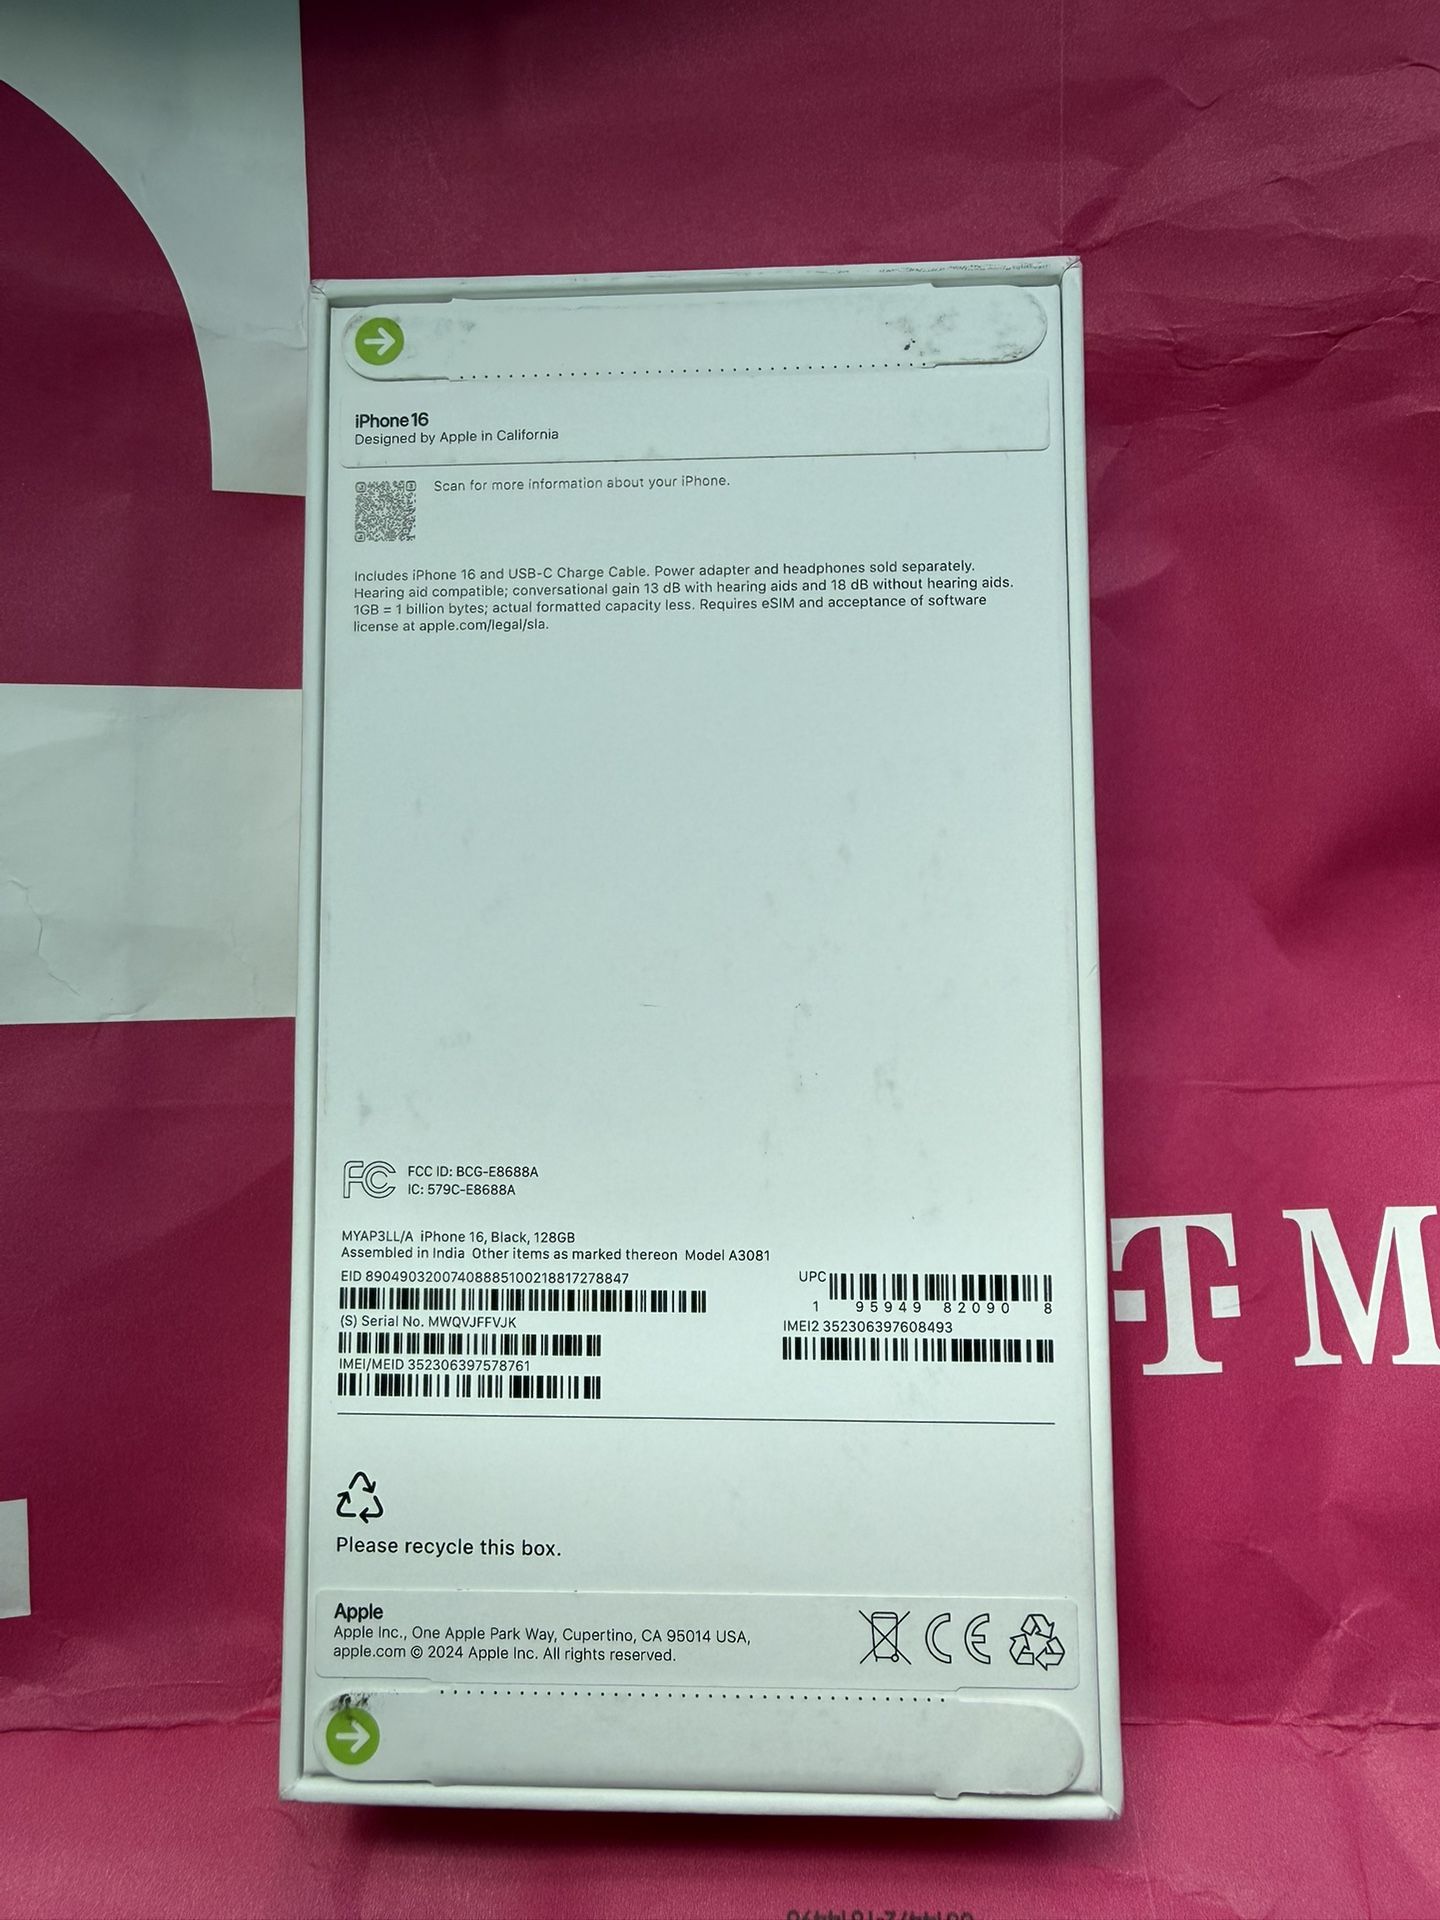 iPhone 16
Designed by Apple in California
Scan for more information about your iPhone.
Includes iPhone 16 and USB-C Charge Cable. Power adapter and headphones sold separately.
Hearing aid compatible; conversational gain 13 dB with hearing aids and 18 dB without hearing aids.
1GB = 1 billion bytes; actual formatted capacity less. Requires eSIM and acceptance of software
license at apple.com/legal/sla.
FCC ID: BCG-E8688A
IC: 579C-E8688A
MYAP3LL/A iPhone 16, Black, 128GB
Assembled in India Other items as marked thereon Model A3081
EID 89049032007408885100218817278847
UPC
1 95949 82090 8
(S) Serial No. MWQVJFFVJK
IMEI2 352306397608493
IMEI/MEID 352306397578761
T M
Please recycle this box.
Apple
Apple Inc., One Apple Park Way, Cupertino, CA 95014 USA,
apple.com © 2024 Apple Inc. All rights reserved.
CE